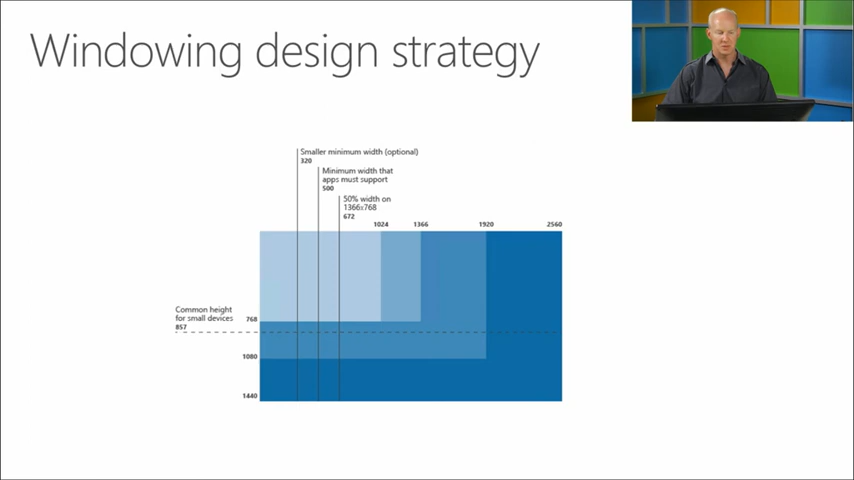 Windowing design strategy
Smaller minimum width (optional)
320
Minimum width that
apps must support
500
50% width on
1366x768
672
1024
1366
1920
2560
Common height
for small devices
857
768
1080
1440